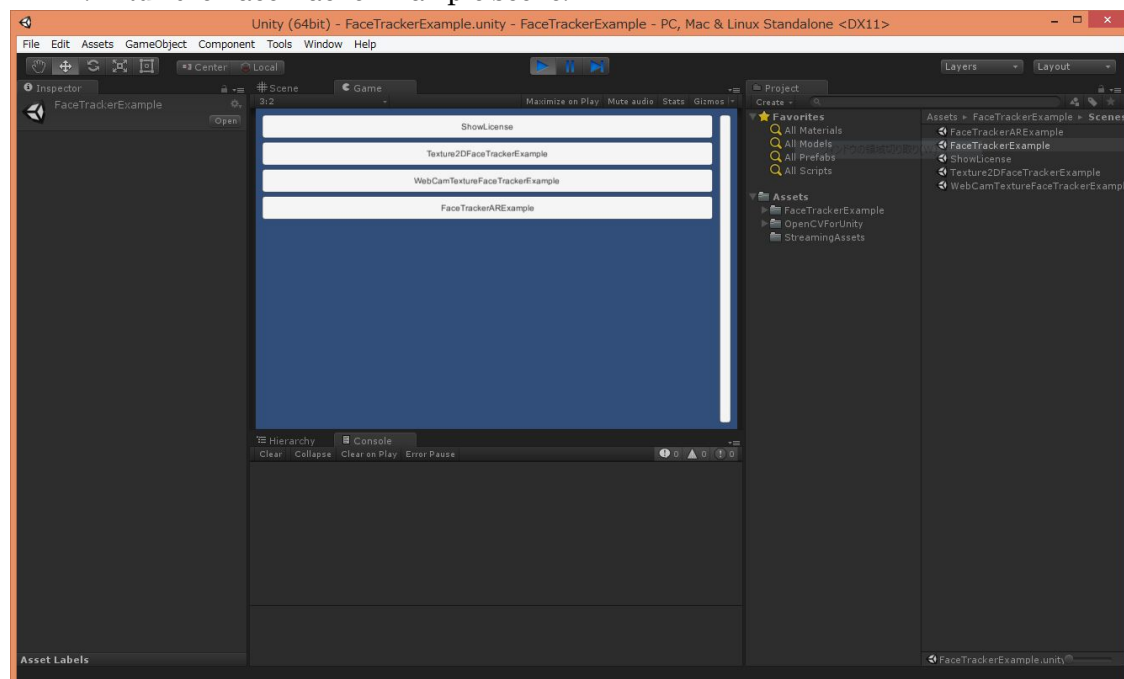 Unity (64bit) - FaceTrackerExample.unity - FaceTrackerExample - PC, Mac & Linux Standalone <DX11>
File Edit Assets GameObject Component Tools Window Help
Center Local
Layers Layout
Inspector
FaceTrackerExample
Open
Scene Game
3:2 Maximize on Play Mute audio Stats Gizmos
ShowLicense
Texture2DFaceTrackerExample
WebCamTextureFaceTrackerExample
FaceTrackerARExample
Hierarchy Console
Clear Collapse Clear on Play Error Pause 0 0 0
Project
Create
Favorites
All Materials
All Models
All Prefabs
All Scripts
Assets
FaceTrackerExample
OpenCVForUnity
StreamingAssets
Assets FaceTrackerExample Scenes
FaceTrackerARExample
FaceTrackerExample
ShowLicense
Texture2DFaceTrackerExample
WebCamTextureFaceTrackerExampl
Asset Labels
FaceTrackerExample.unity